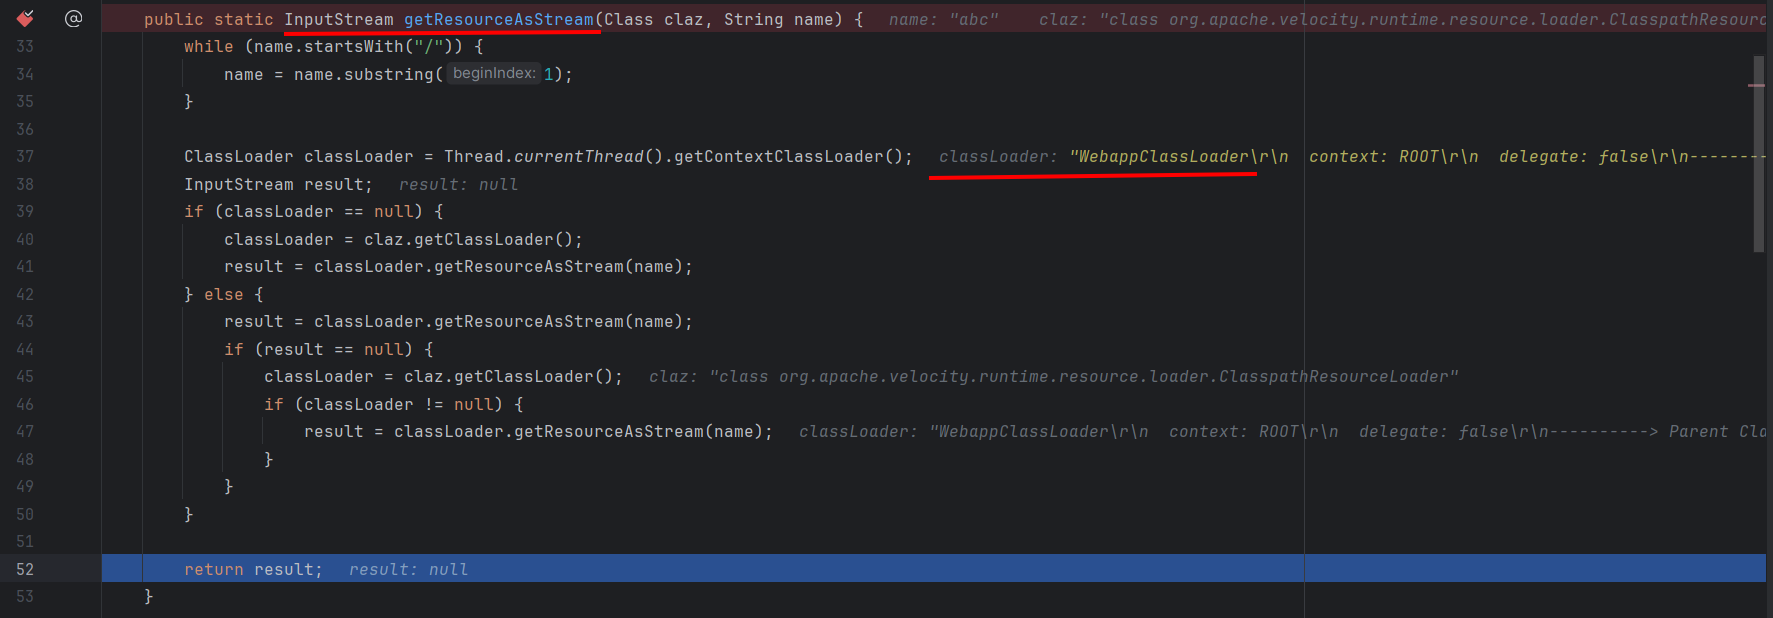 @ public static InputStream getResourceAsStream(Class claz, String name) { name: "abc" claz: "class org.apache.velocity.runtime.resource.loader.ClasspathResourc
33 while (name.startsWith("/")) {
34 name = name.substring( beginIndex: 1);
35 }
36
37 ClassLoader classLoader = Thread.currentThread().getContextClassLoader(); classLoader: "WebappClassLoader\r\n context: ROOT\r\n delegate: false\r\n--------
38 InputStream result; result: null
39 if (classLoader == null) {
40 classLoader = claz.getClassLoader();
41 result = classLoader.getResourceAsStream(name);
42 } else {
43 result = classLoader.getResourceAsStream(name);
44 if (result == null) {
45 classLoader = claz.getClassLoader(); claz: "class org.apache.velocity.runtime.resource.loader.ClasspathResourceLoader"
46 if (classLoader != null) {
47 result = classLoader.getResourceAsStream(name); classLoader: "WebappClassLoader\r\n context: ROOT\r\n delegate: false\r\n----------> Parent Cla
48 }
49 }
50 }
51
52 return result; result: null
53 }